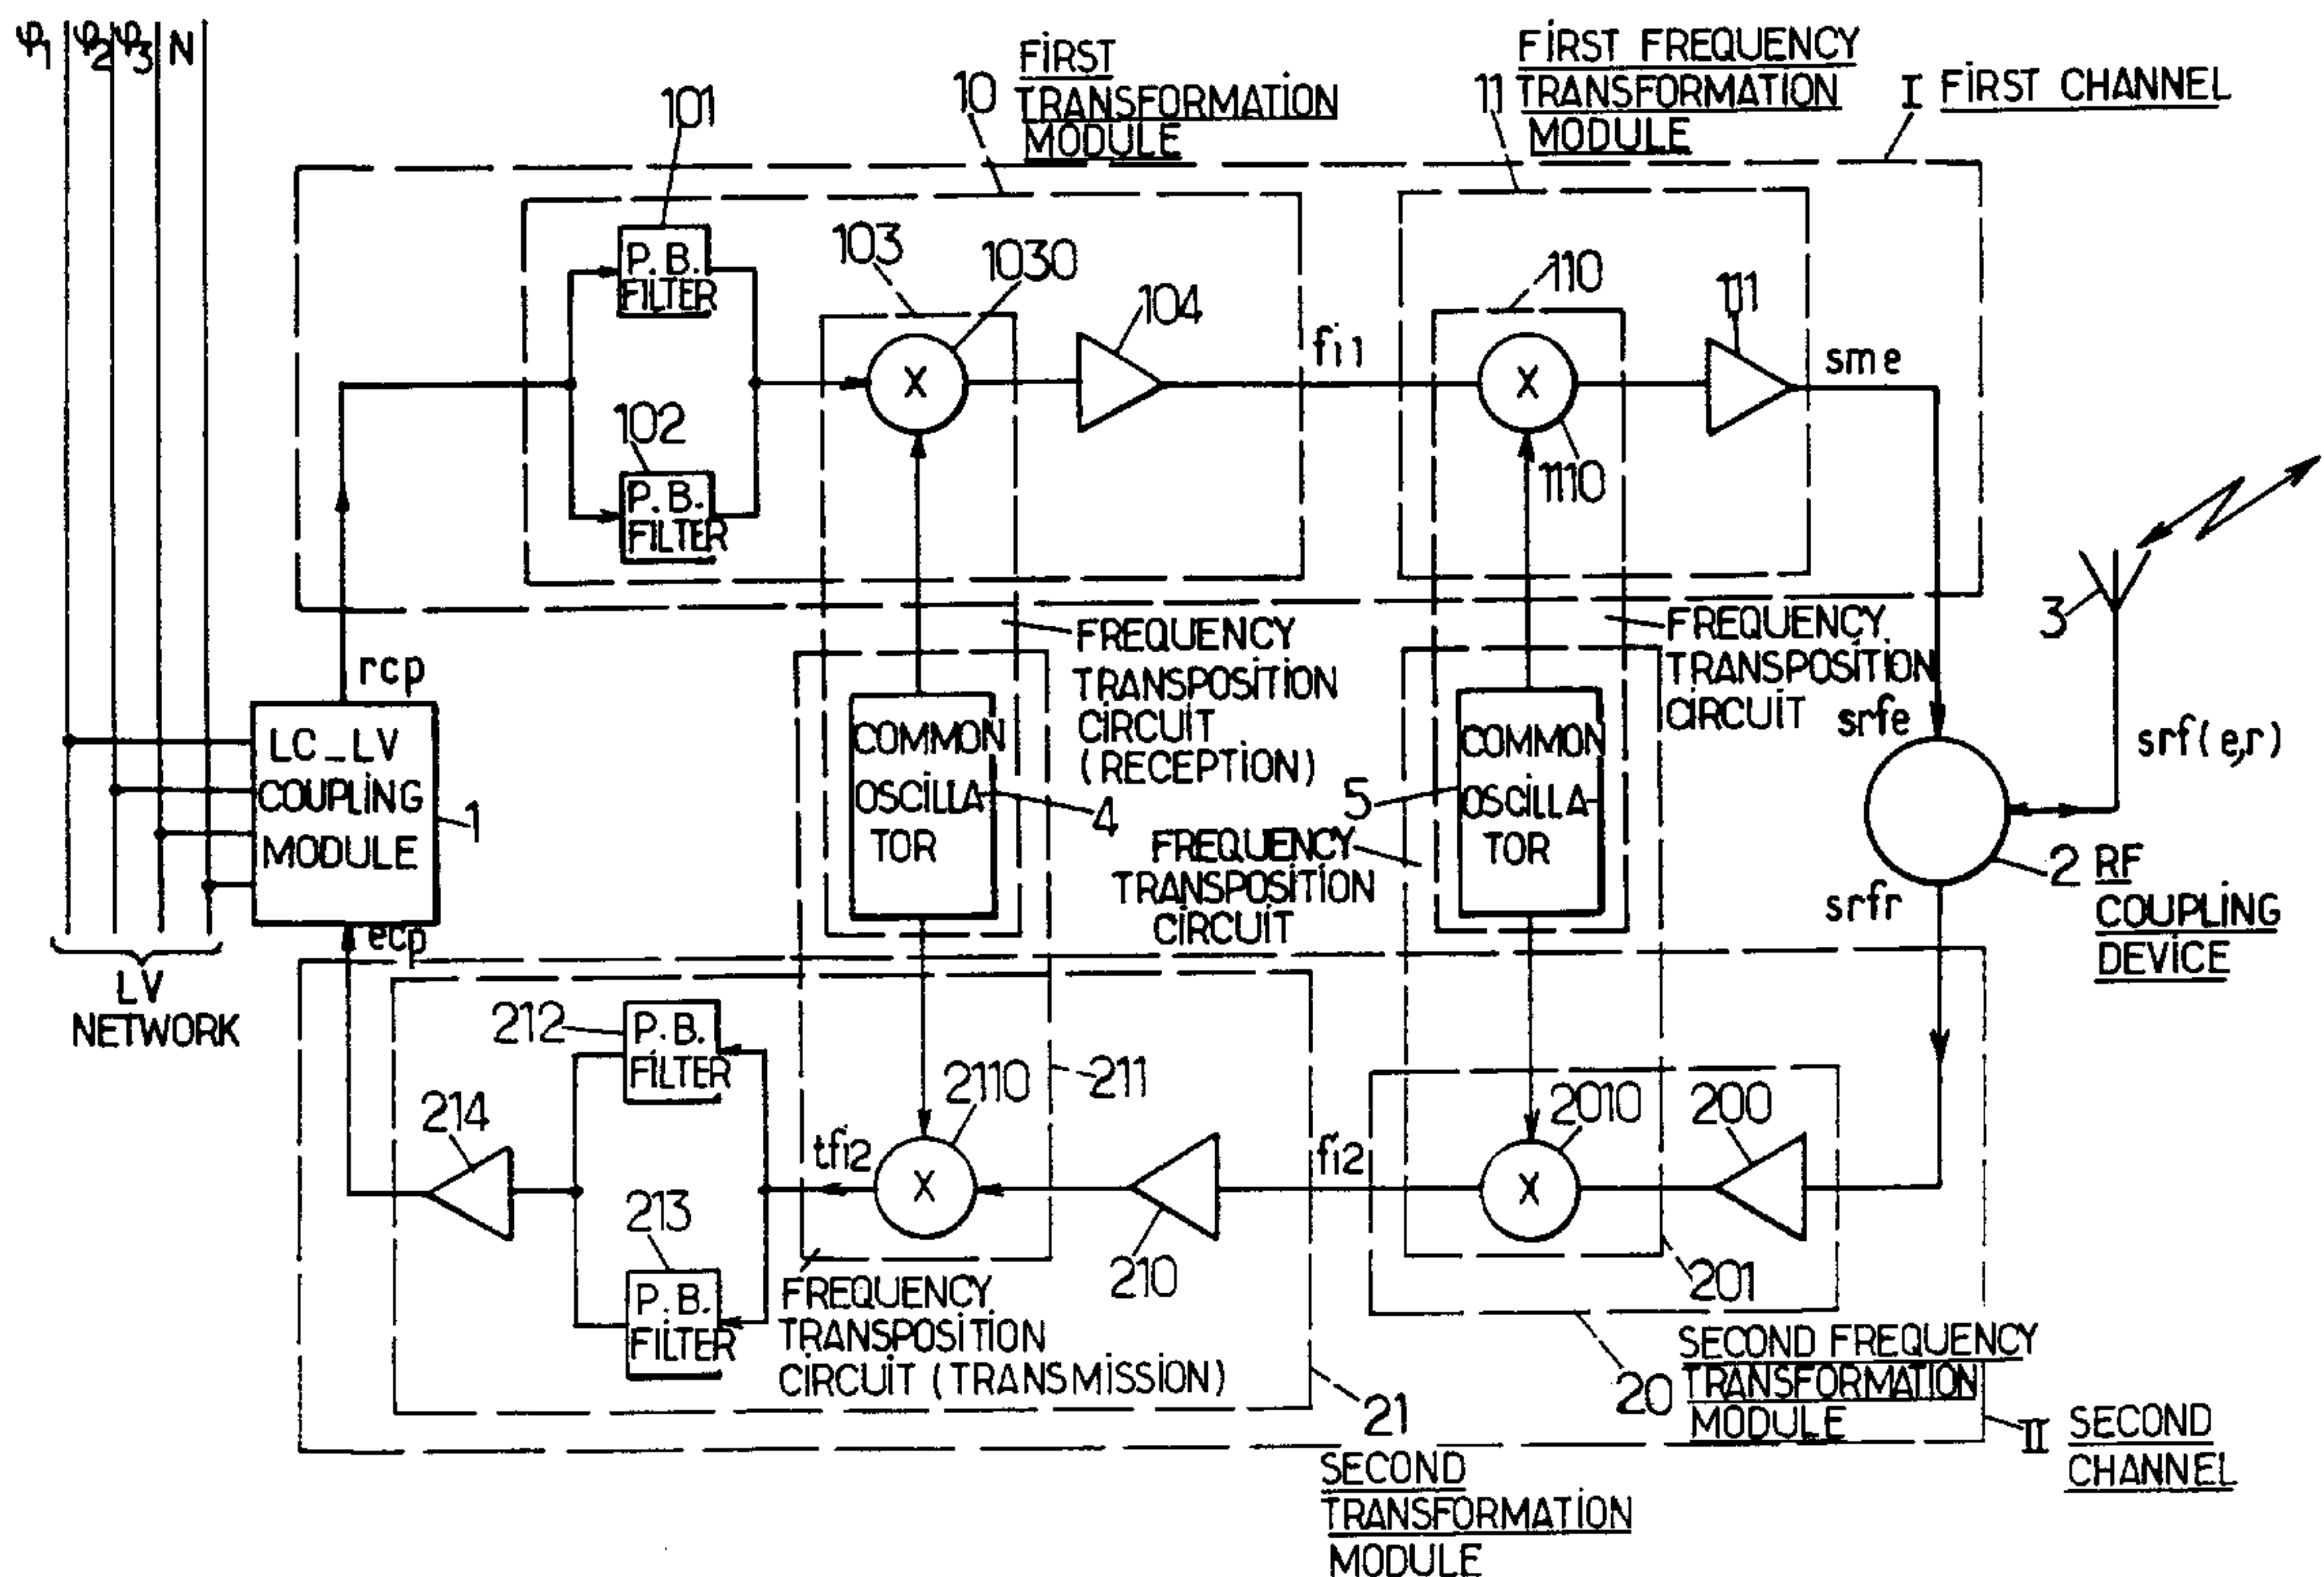 φ1 φ2 φ3 N
FIRST
TRANSFORMATION
MODULE
10
FIRST FREQUENCY
TRANSFORMATION
MODULE
11
I FIRST CHANNEL
101
P. B.
FILTER
102
P. B.
FILTER
103
1030
X
104
fi1
110
X
1110
111
sme
3
rcp
LC_LV
COUPLING
MODULE
1
ecp
LV
NETWORK
FREQUENCY
TRANSPOSITION
CIRCUIT
(RECEPTION)
COMMON
OSCILLA
TOR
4
FREQUENCY
TRANSPOSITION
CIRCUIT
COMMON
OSCILLA-
TOR
5
FREQUENCY
TRANSPOSITION
CIRCUIT
srfe
srf(e,r)
srfr
2 RF
COUPLING
DEVICE
212
P. B.
FILTER
213
P. B.
FILTER
214
tfi2
2110
X
211
210
fi2
2010
X
200
201
FREQUENCY
TRANSPOSITION
CIRCUIT (TRANSMISSION)
21
SECOND
TRANSFORMATION
MODULE
20
SECOND FREQUENCY
TRANSFORMATION
MODULE
II SECOND
CHANNEL